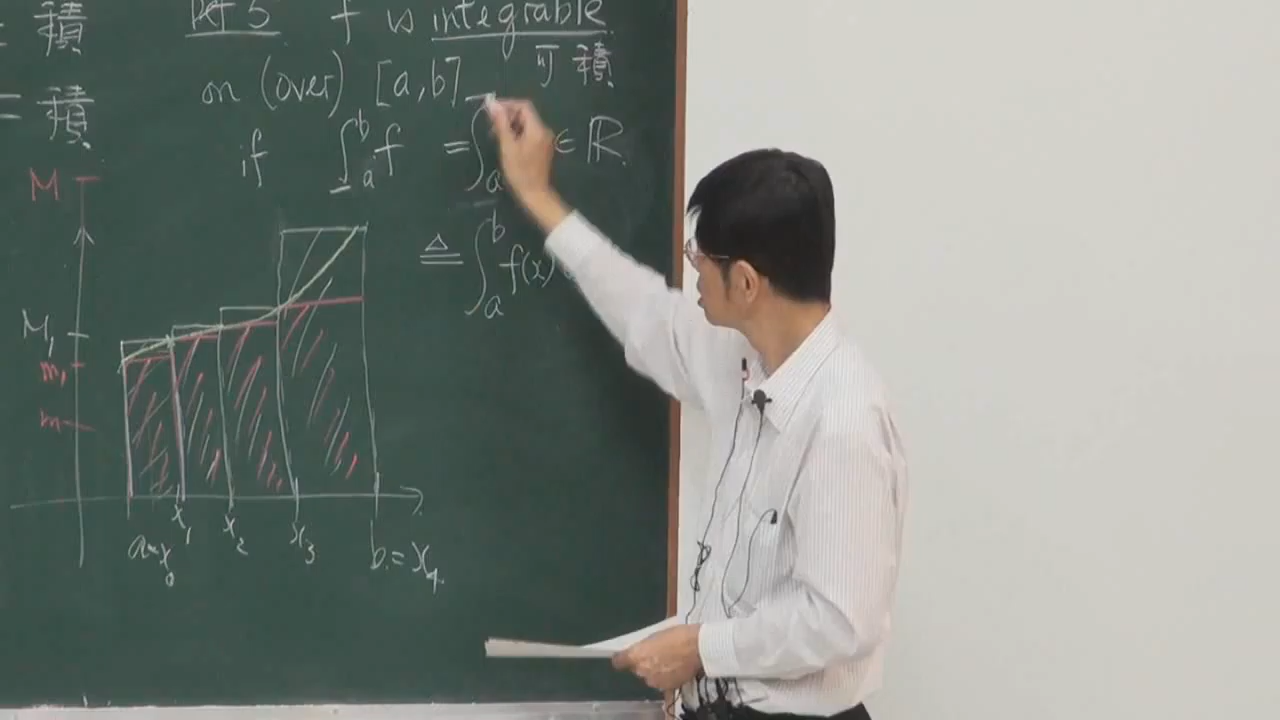 積
= 積
附5 f is integrable
可積
on (over) [a, b]
if ∫_a^b f = ∫_a ∈ ℝ.
≜ ∫_a^b f(x)
M
M₁
m₁
m
a=x₀ x₁ x₂ x₃ b=x₄